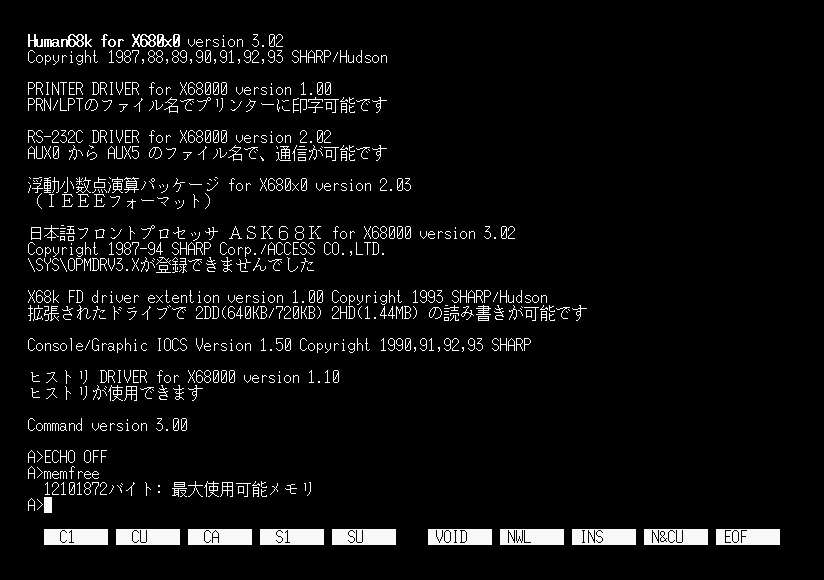 Human68k for X680x0 version 3.02
Copyright 1987,88,89,90,91,92,93 SHARP/Hudson
PRINTER DRIVER for X68000 version 1.00
PRN/LPTのファイル名でプリンターに印字可能です
RS-232C DRIVER for X68000 version 2.02
AUX0 から AUX5 のファイル名で、通信が可能です
浮動小数点演算パッケージ for X680x0 version 2.03
（ＩＥＥＥフォーマット）
日本語フロントプロセッサ ＡＳＫ６８Ｋ for X68000 version 3.02
Copyright 1987-94 SHARP Corp./ACCESS CO.,LTD.
\SYS\OPMDRV3.Xが登録できませんでした
X68k FD driver extention version 1.00 Copyright 1993 SHARP/Hudson
拡張されたドライブで 2DD(640KB/720KB) 2HD(1.44MB) の読み書きが可能です
Console/Graphic IOCS Version 1.50 Copyright 1990,91,92,93 SHARP
ヒストリ DRIVER for X68000 version 1.10
ヒストリが使用できます
Command version 3.00
A>ECHO OFF
A>memfree
12101872バイト: 最大使用可能メモリ
A>
C1 CU CA S1 SU VOID NWL INS N&CU EOF